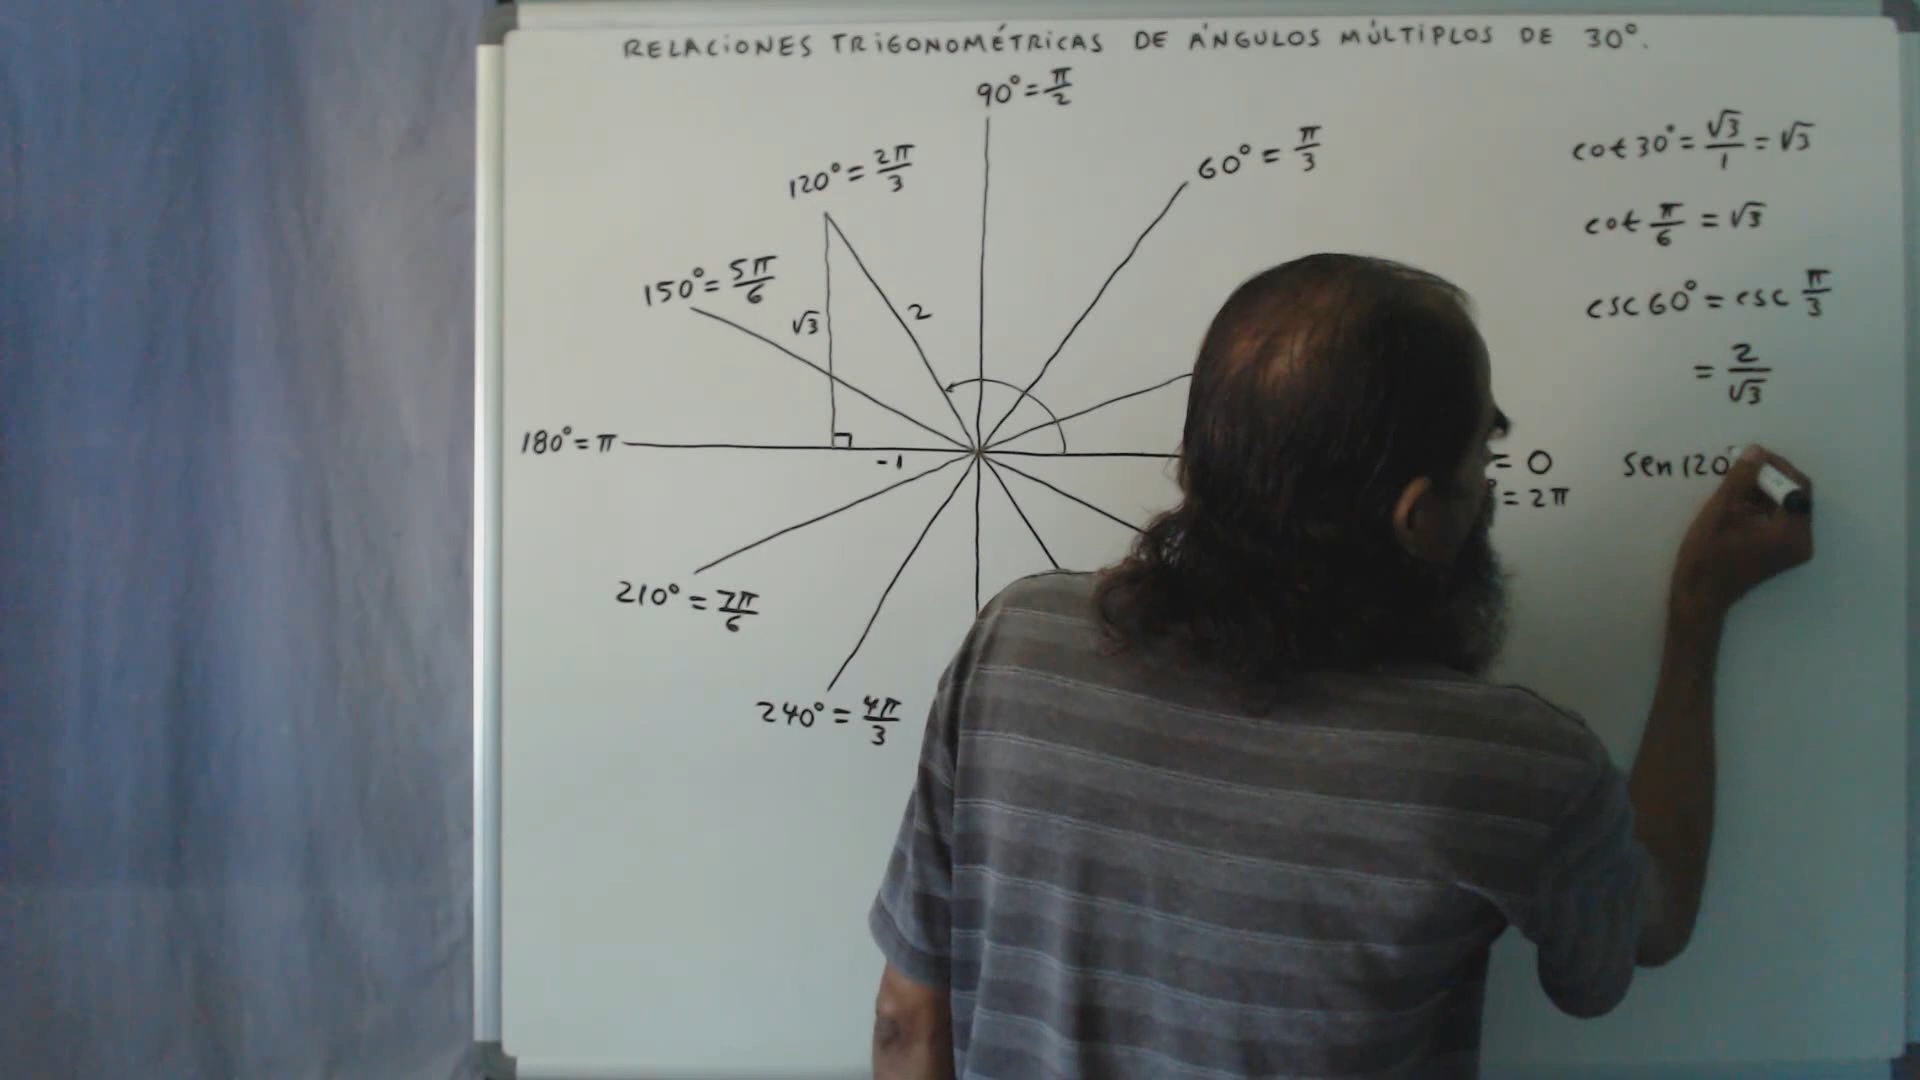 RELACIONES TRIGONOMÉTRICAS DE ÁNGULOS MÚLTIPLOS DE 30°.
90° = π/2
120° = 2π/3
60° = π/3
150° = 5π/6
√3
2
180° = π
-1
= 0
° = 2π
210° = 7π/6
240° = 4π/3
cot 30° = √3/1 = √3
cot π/6 = √3
csc 60° = csc π/3
= 2/√3
sen 120°